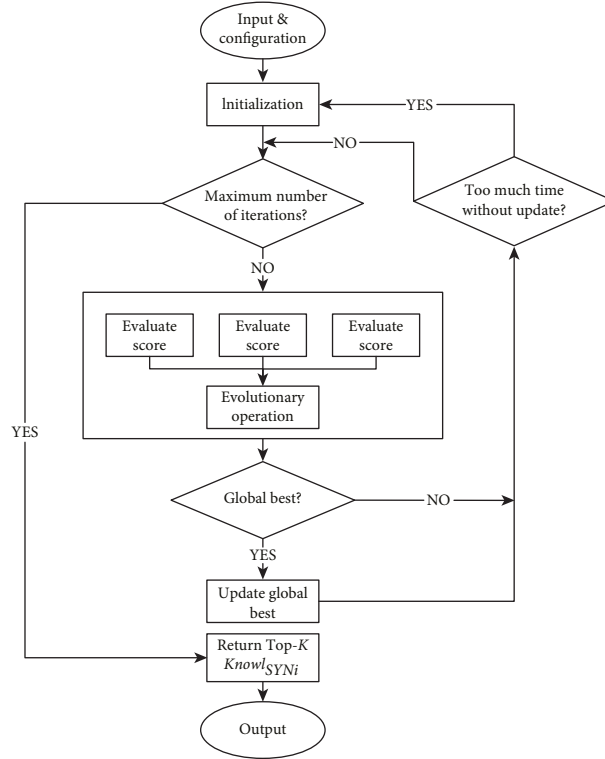 Input &
configuration
Initialization
YES
NO
Too much time
without update?
Maximum number
of iterations?
NO
Evaluate
score
Evaluate
score
Evaluate
score
Evolutionary
operation
YES
Global best?
NO
YES
Update global
best
Return Top-K
Knowl_SYNi
Output